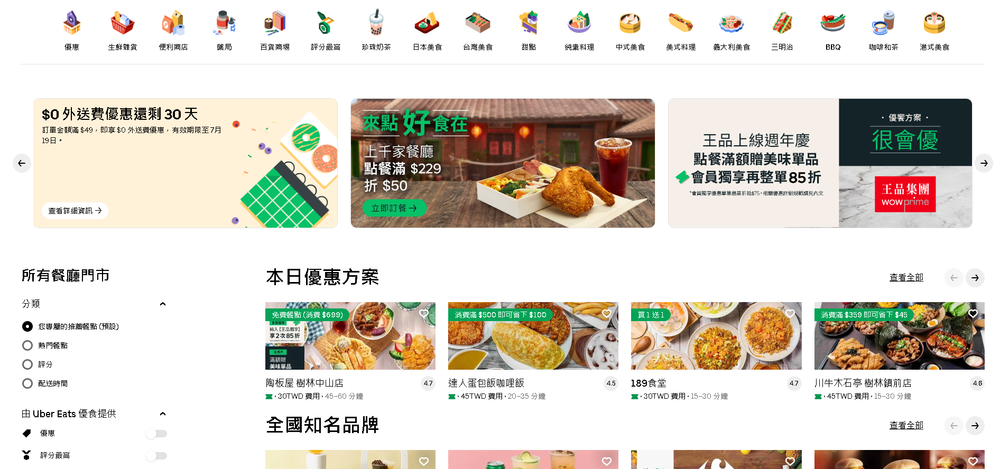 優惠
生鮮雜貨
便利商店
藥局
百貨商場
評分最高
珍珠奶茶
日本美食
台灣美食
甜點
純素料理
中式美食
美式料理
義大利美食
三明治
BBQ
咖啡和茶
港式美食
$0 外送費優惠還剩 30 天
訂單金額滿 $49，即享 $0 外送費優惠，有效期限至 7月
19日。
查看詳細資訊 →
來點好食在
上千家餐廳
點餐滿 $229
折 $50
立即訂餐 →
王品上線週年慶
點餐滿額贈美味單品
會員獨享再整單85折
*會員獨享優惠單筆最高折抵$75，相關優惠詳細規範請見內文
· 優饗方案 ·
很會優
王品集團
wowprime
所有餐廳門市
分類
您專屬的推薦餐點 (預設)
熱門餐點
評分
配送時間
由 Uber Eats 優食提供
優惠
評分最高
本日優惠方案
查看全部
免費餐點 (消費 $699)
會員獨享
輸入【王品獨享】
享2次85折
全用戶
滿額贈
美味單品
陶板屋 樹林中山店
4.7
• 30TWD 費用 • 45–60 分鐘
消費滿 $500 即可省下 $100
達人蛋包飯咖哩飯
4.5
• 45TWD 費用 • 20–35 分鐘
買 1 送 1
189食堂
4.7
• 30TWD 費用 • 15–30 分鐘
消費滿 $359 即可省下 $45
川牛木石亭 樹林鎮前店
4.6
• 45TWD 費用 • 15–30 分鐘
全國知名品牌
查看全部